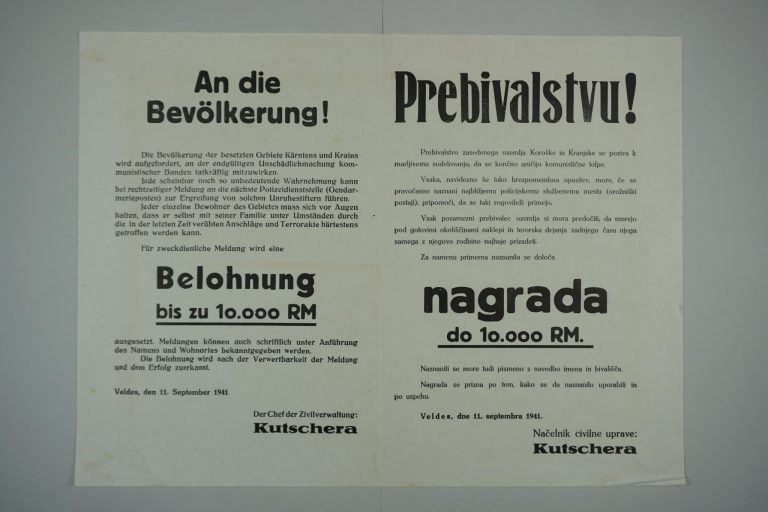 An die
Bevölkerung!
Die Bevölkerung der besetzten Gebiete Kärntens und Krains
wird aufgefordert, an der endgültigen Unschädlichmachung kom-
munistischer Banden tatkräftig mitzuwirken
Jede scheinbar noch so unbedeutende Wahrnehmung kann
bei rechtzeitiger Meldung an die nächste Polizeidienststelle (Gendar-
merieposten) zur Ergreifung von solchen Unruhestiftern führen.
Jeder einzelne Bewohner des Gebietes muss sich vor Augen
halten, dass er selbst mit seiner Familie unter Umständen durch
die in der letzten Zeit verübten Anschläge und Terrorakte härtestens
getroffen werden kann.
Für zweckdienliche Meldung wird eine
Belohnung
bis zu 10.000 RM
ausgesetzt. Meldungen können auch schriftlich unter Anführung
des Namens und Wohnortes bekanntgegeben werden.
Die Belohnung wird nach der Verwertbarkeit der Meldung
und dem Erfolg zuerkannt.
Veldes, den 11. September 1941
Der Chef der Zivilverwaltung:
Kutschera
Prebivalstvu!
Prebivalstvo zasedenega ozemlja Koroške in Kranjske se poziva k
marljivemu sodelovanju, da se končno uničijo komunistične tolpe.
Vsaka, navidezno še tako brezpomembna opazitev, more, če se
pravočasno naznani najbližjemu policijskemu službenemu mestu (orožniški
postaji), pripomoči, da se taki rogovileži primejo.
Vsak posamezni prebivalec ozemlja si mora predočiti, da morejo
pod gotovimi okoliščinami naklepi in terorska dejanja zadnjega časa njega
samega z njegovo rodbino najhuje prizadeti.
Za namenu primerna naznanila se določa
nagrada
do 10.000 RM.
Naznaniti se more tudi pismeno z navedbo imena in bivališča.
Nagrada se prizna po tem, kako se da naznanilo uporabiti in
po uspehu.
Veldes, dne 11. septembra 1941.
Načelnik civilne uprave:
Kutschera